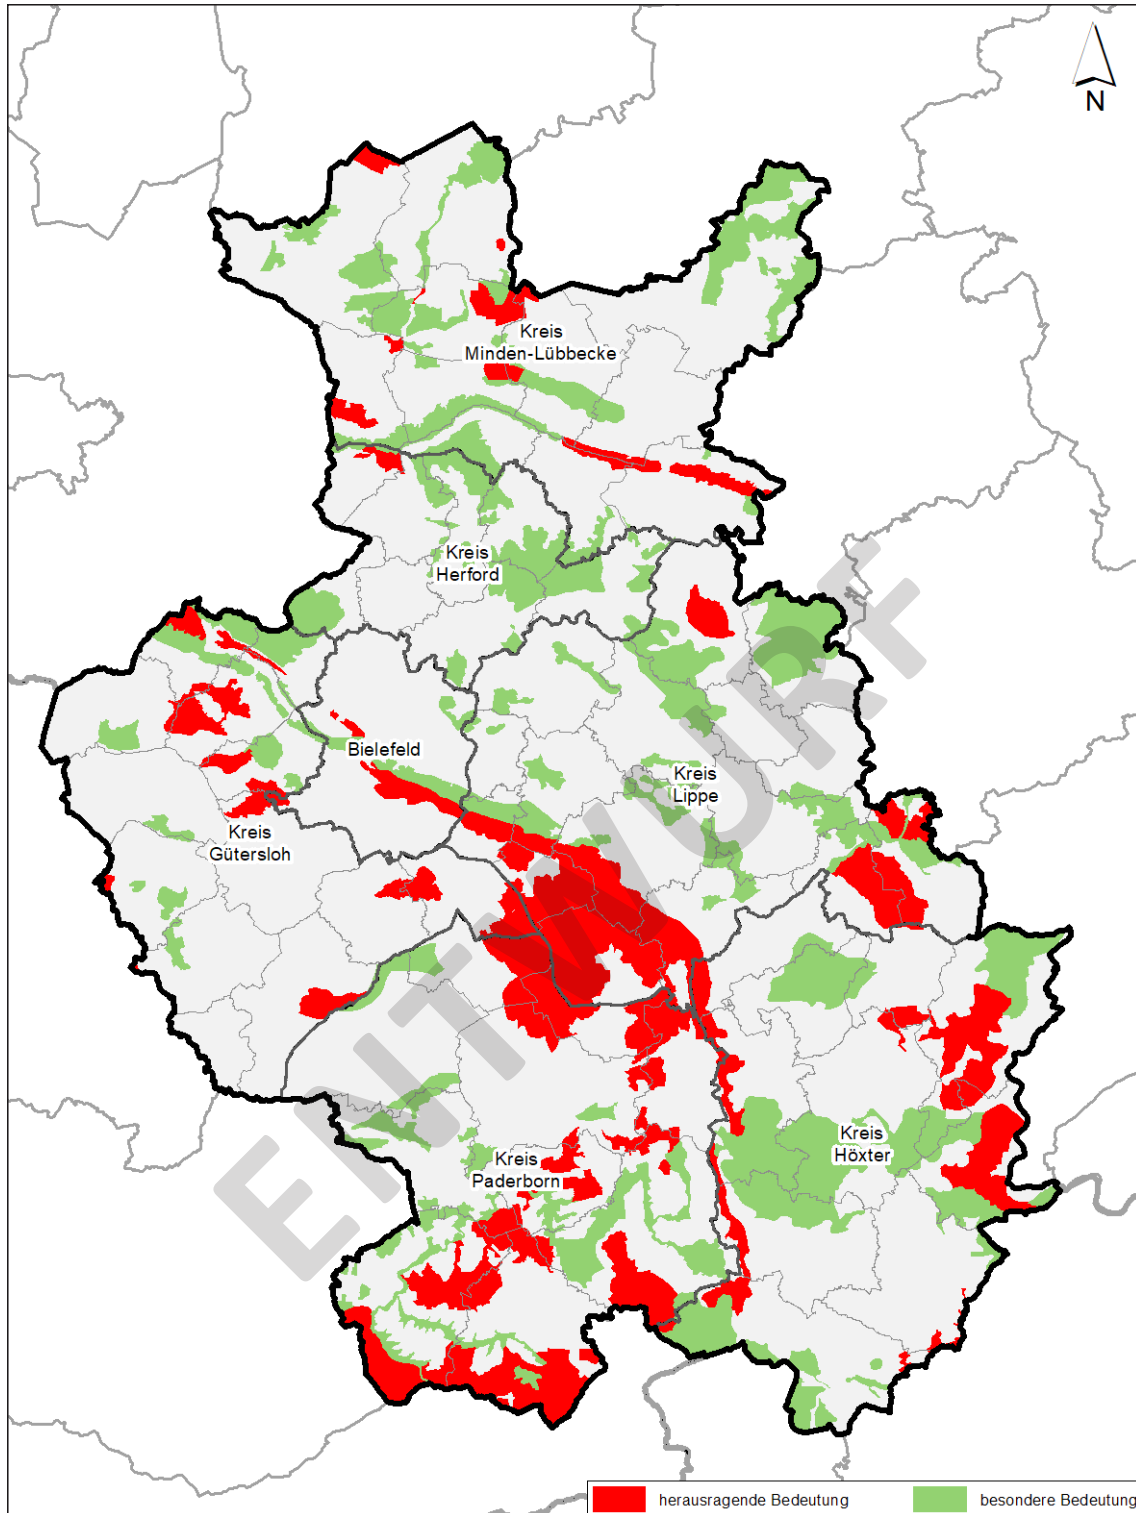 N
Kreis
Minden-Lübbecke
Kreis
Herford
Bielefeld
Kreis
Lippe
Kreis
Gütersloh
Kreis
Höxter
Kreis
Paderborn
ENTWURF
herausragende Bedeutung
besondere Bedeutung